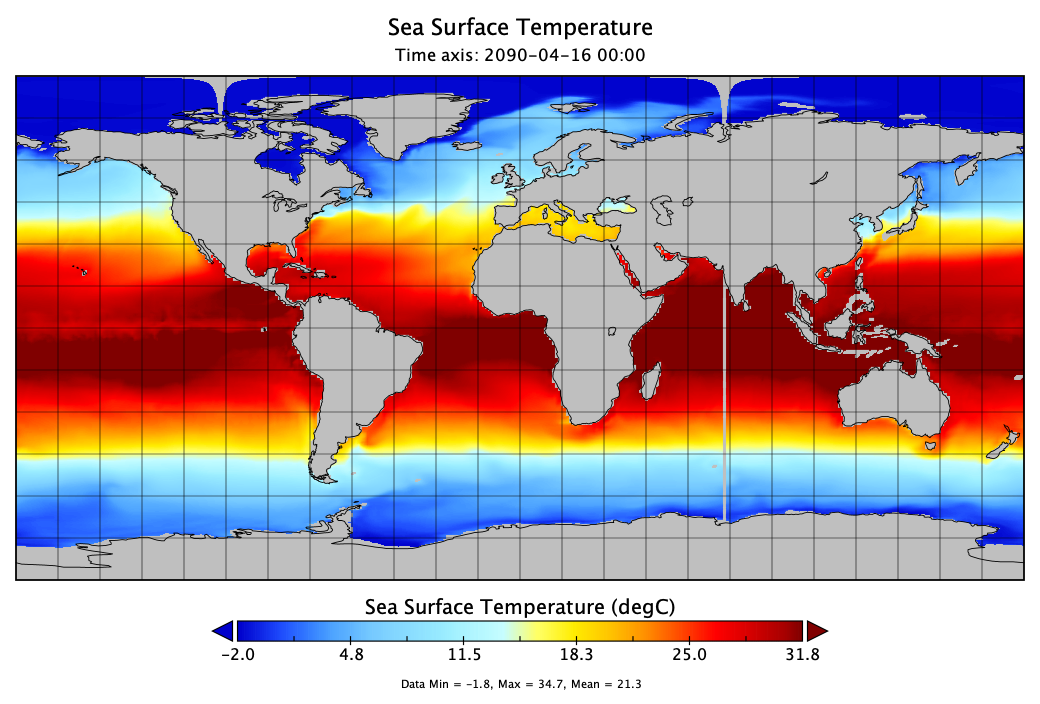 Sea Surface Temperature
Time axis: 2090-04-16 00:00
Sea Surface Temperature (degC)
-2.0 4.8 11.5 18.3 25.0 31.8
Data Min = -1.8, Max = 34.7, Mean = 21.3